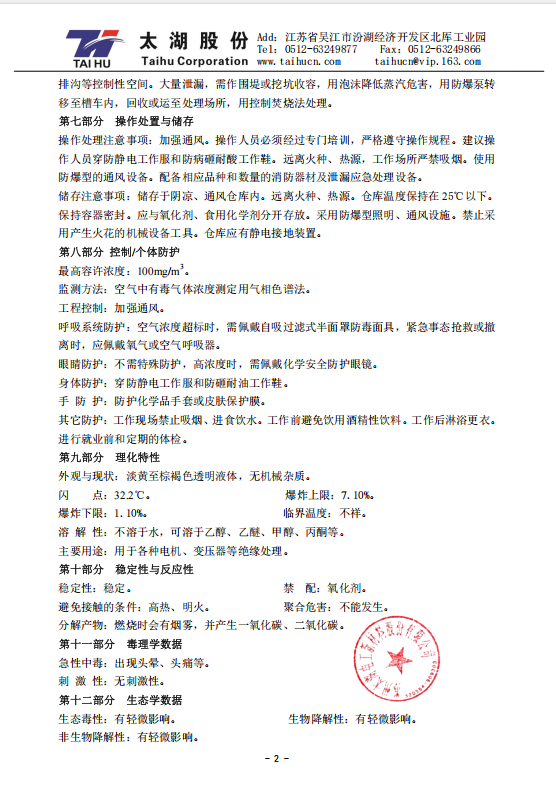 TAI HU
太湖股份
Taihu Corporation
Add: 江苏省吴江市汾湖经济开发区北厍工业园
Tel: 0512-63249877 Fax: 0512-63249866
www.taihucn.com taihucn@vip.163.com
排沟等控制性空间。大量泄漏，需作围堤或挖坑收容，用泡沫降低蒸汽危害，用防爆泵转
移至槽车内，回收或运至处理场所，用控制焚烧法处理。
第七部分 操作处置与储存
操作处理注意事项：加强通风。操作人员必须经过专门培训，严格遵守操作规程。建议操
作人员穿防静电工作服和防病砸耐酸工作鞋。远离火种、热源，工作场所严禁吸烟。使用
防爆型的通风设备。配备相应品种和数量的消防器材及泄漏应急处理设备。
储存注意事项：储存于阴凉、通风仓库内。远离火种、热源。仓库温度保持在 25℃以下。
保持容器密封。应与氧化剂、食用化学剂分开存放。采用防爆型照明、通风设施。禁止采
用产生火花的机械设备工具。仓库应有静电接地装置。
第八部分 控制/个体防护
最高容许浓度：100mg/m³。
监测方法：空气中有毒气体浓度测定用气相色谱法。
工程控制：加强通风。
呼吸系统防护：空气浓度超标时，需佩戴自吸过滤式半面罩防毒面具，紧急事态抢救或撤
离时，应佩戴氧气或空气呼吸器。
眼睛防护：不需特殊防护，高浓度时，需佩戴化学安全防护眼镜。
身体防护：穿防静电工作服和防砸耐油工作鞋。
手 防 护：防护化学品手套或皮肤保护膜。
其它防护：工作现场禁止吸烟、进食饮水。工作前避免饮用酒精性饮料。工作后淋浴更衣。
进行就业前和定期的体检。
第九部分 理化特性
外观与现状：淡黄至棕褐色透明液体，无机械杂质。
闪 点：32.2℃。 爆炸上限：7.10%。
爆炸下限：1.10%。 临界温度：不祥。
溶 解 性：不溶于水，可溶于乙醇、乙醚、甲醇、丙酮等。
主要用途：用于各种电机、变压器等绝缘处理。
第十部分 稳定性与反应性
稳定性：稳定。 禁 配：氧化剂。
避免接触的条件：高热、明火。 聚合危害：不能发生。
分解产物：燃烧时会有烟雾，并产生一氧化碳、二氧化碳。
第十一部分 毒理学数据
急性中毒：出现头晕、头痛等。
刺 激 性：无刺激性。
第十二部分 生态学数据
生态毒性：有轻微影响。 生物降解性：有轻微影响。
非生物降解性：有轻微影响。
- 2 -